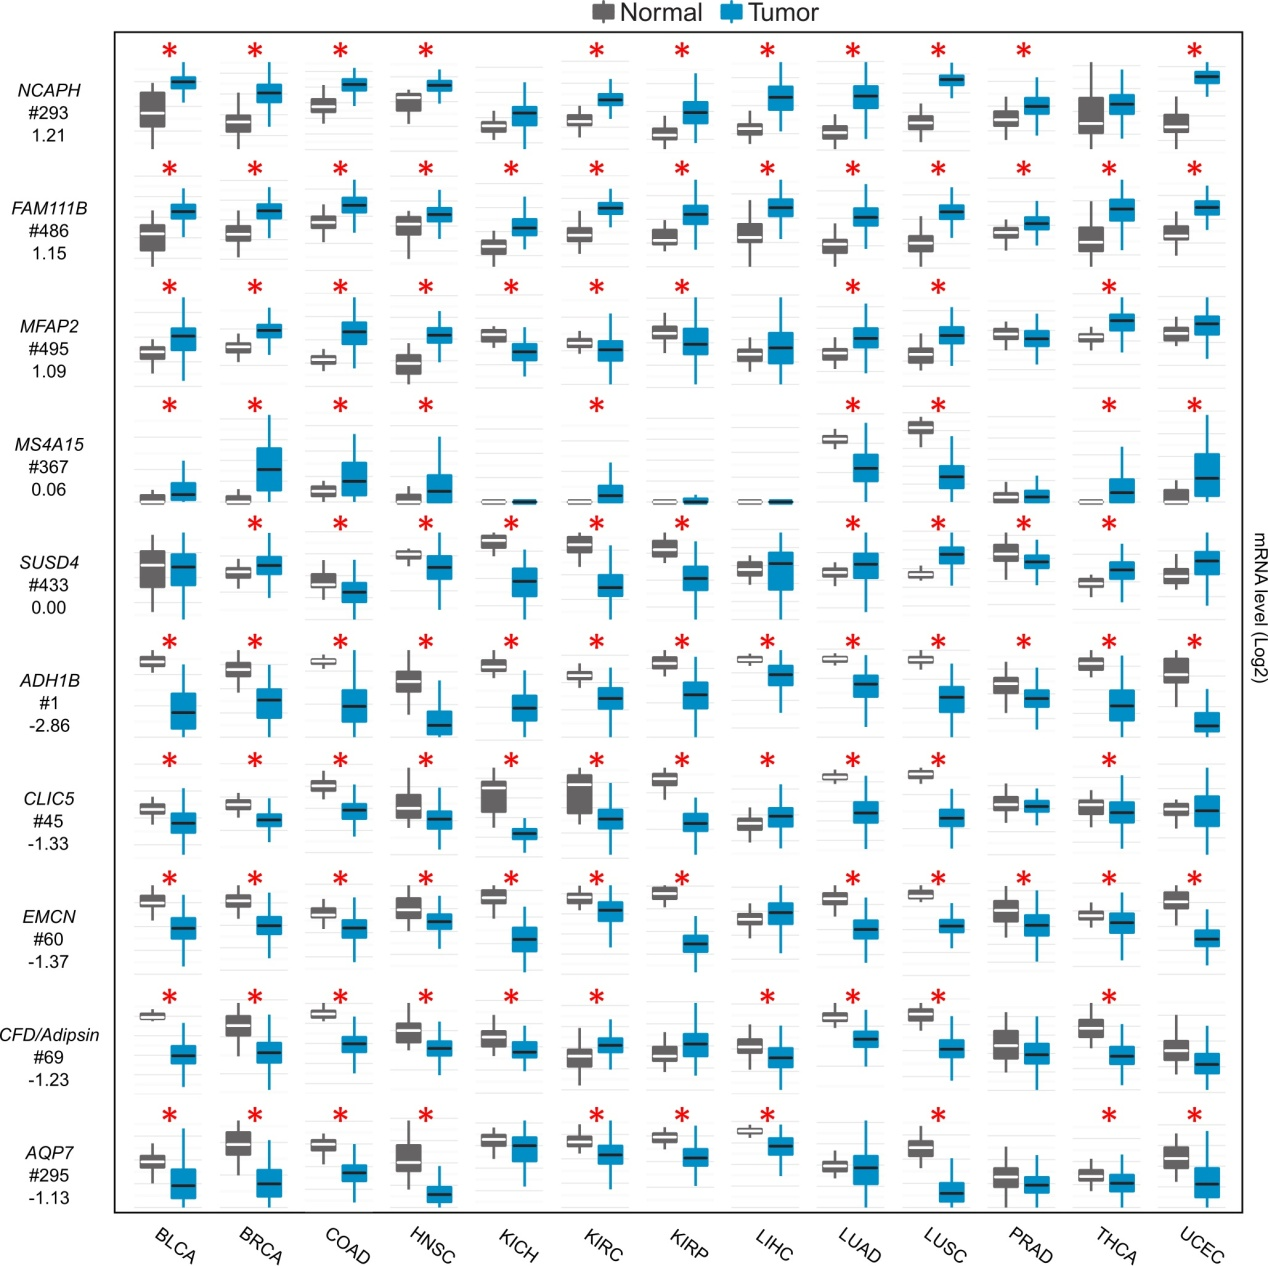 Normal Tumor
* * * * * * * * * * *
NCAPH
#293
1.21
* * * * * * * * * * * * *
FAM111B
#486
1.15
* * * * * * * * * *
MFAP2
#495
1.09
* * * * * * * * *
MS4A15
#367
0.06
* * * * * * * * * *
SUSD4
#433
0.00
* * * * * * * * * * * * *
ADH1B
#1
-2.86
* * * * * * * * * * *
CLIC5
#45
-1.33
* * * * * * * * * * * *
EMCN
#60
-1.37
* * * * * * * * * *
CFD/Adipsin
#69
-1.23
* * * * * * * * * *
AQP7
#295
-1.13
mRNA level (Log2)
BLCA BRCA COAD HNSC KICH KIRC KIRP LIHC LUAD LUSC PRAD THCA UCEC